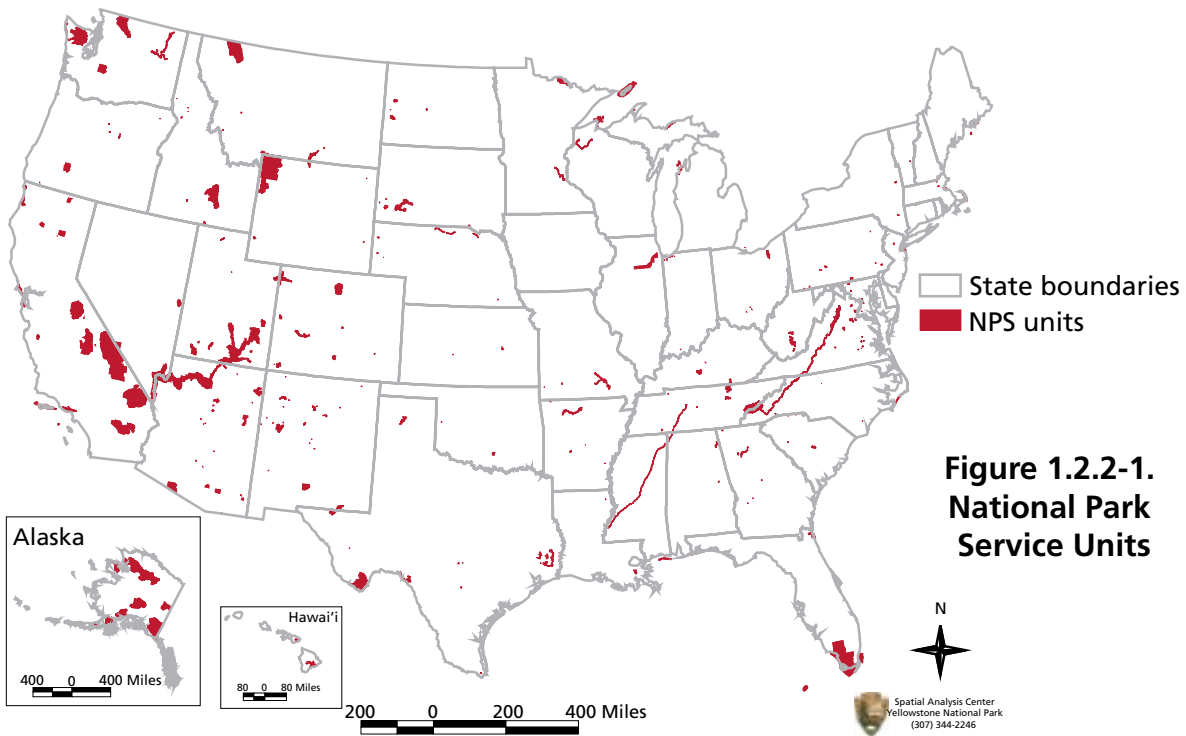 State boundaries
NPS units
Figure 1.2.2-1.
National Park
Service Units
Alaska
400 0 400 Miles
Hawai'i
80 0 80 Miles
200 0 200 400 Miles
N
Spatial Analysis Center
Yellowstone National Park
(307) 344-2246